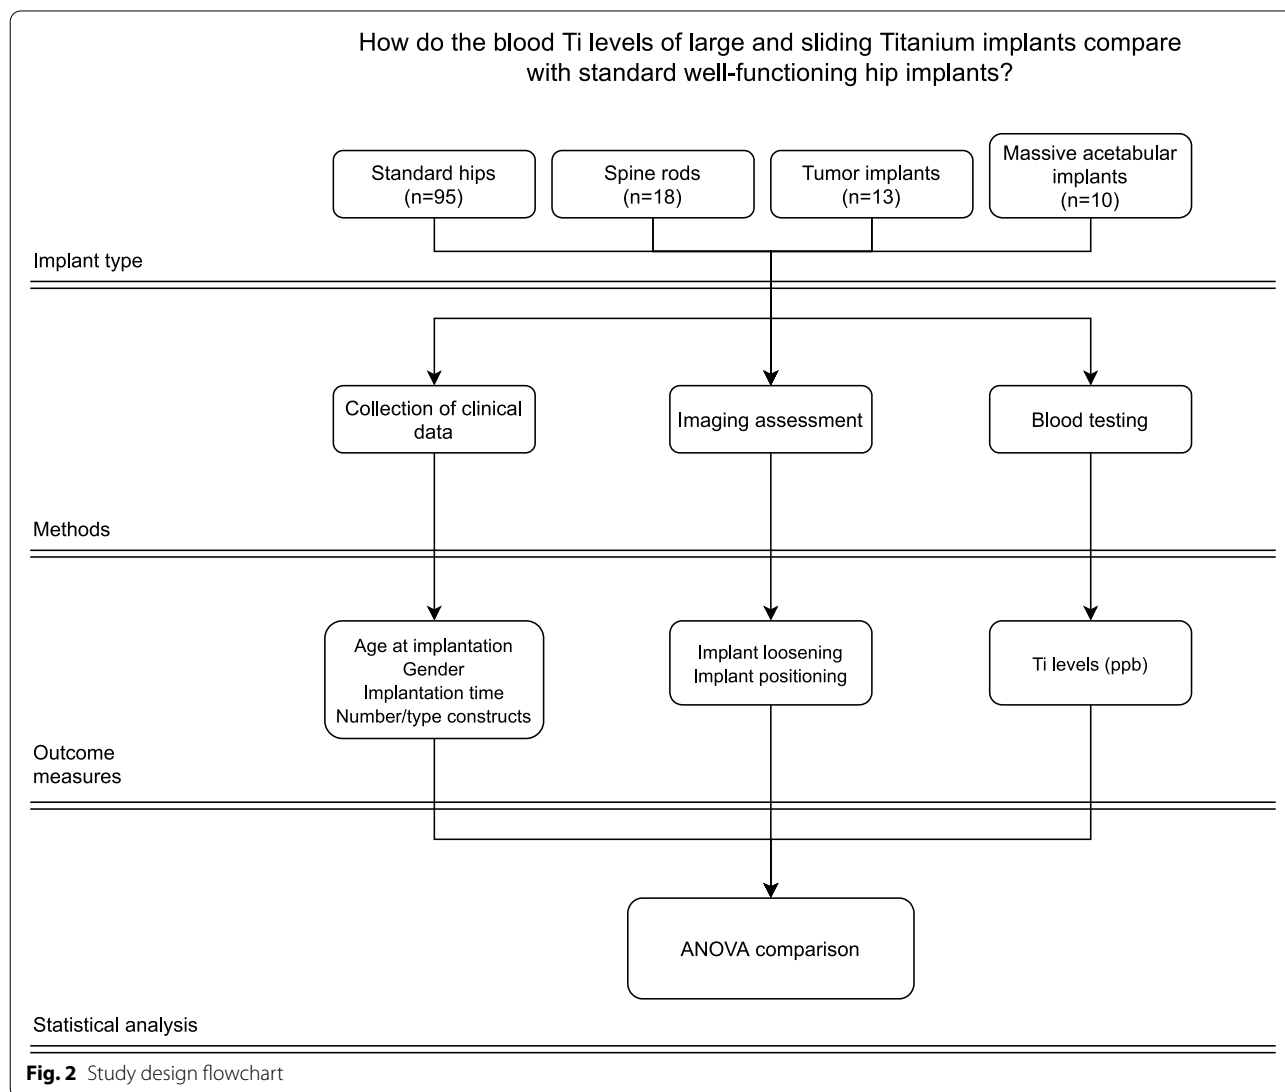 How do the blood Ti levels of large and sliding Titanium implants compare
with standard well-functioning hip implants?
Standard hips
(n=95)
Spine rods
(n=18)
Tumor implants
(n=13)
Massive acetabular
implants
(n=10)
Implant type
Collection of clinical
data
Imaging assessment
Blood testing
Methods
Age at implantation
Gender
Implantation time
Number/type constructs
Implant loosening
Implant positioning
Ti levels (ppb)
Outcome
measures
ANOVA comparison
Statistical analysis
Fig. 2 Study design flowchart